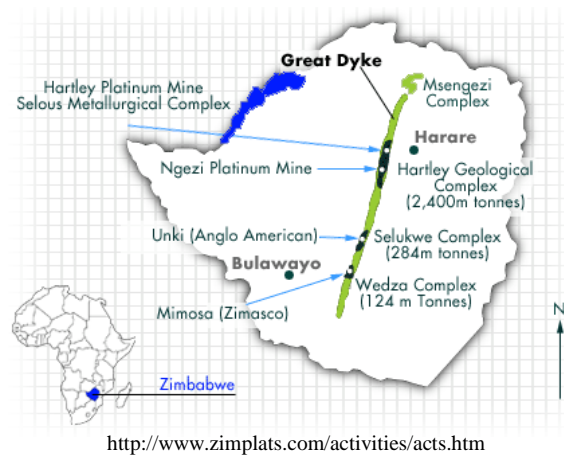 Great Dyke
Hartley Platinum Mine
Selous Metallurgical Complex
Msengezi
Complex
Harare
Ngezi Platinum Mine
Hartley Geological
Complex
(2,400m tonnes)
Unki (Anglo American)
Selukwe Complex
(284m tonnes)
Bulawayo
Wedza Complex
(124 m Tonnes)
Mimosa (Zimasco)
N
Zimbabwe
http://www.zimplats.com/activities/acts.htm